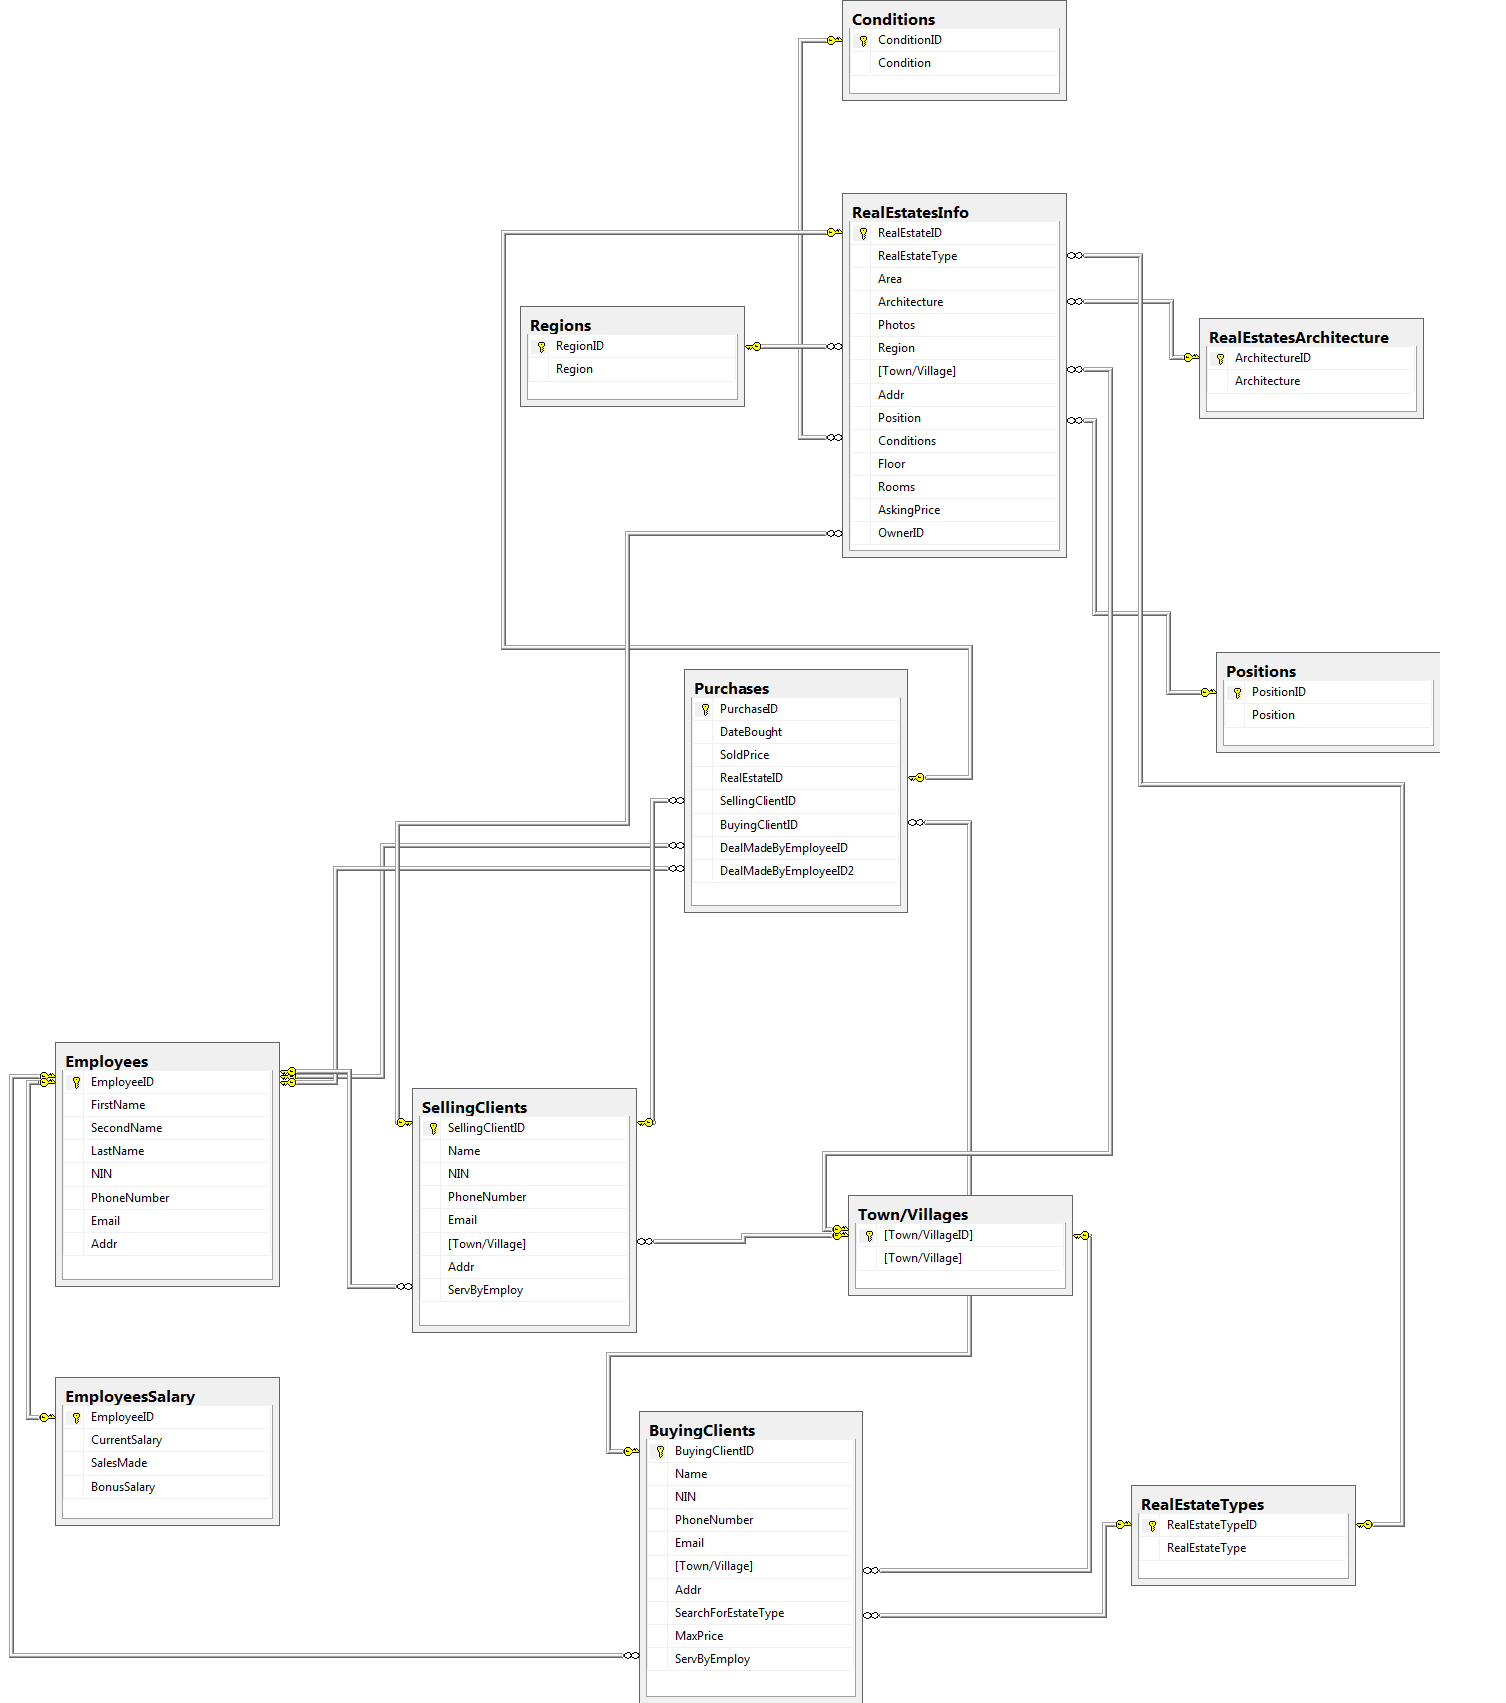 Conditions
ConditionID
Condition
RealEstatesInfo
RealEstateID
RealEstateType
Area
Architecture
Photos
Region
[Town/Village]
Addr
Position
Conditions
Floor
Rooms
AskingPrice
OwnerID
Regions
RegionID
Region
RealEstatesArchitecture
ArchitectureID
Architecture
Positions
PositionID
Position
Purchases
PurchaseID
DateBought
SoldPrice
RealEstateID
SellingClientID
BuyingClientID
DealMadeByEmployeeID
DealMadeByEmployeeID2
Employees
EmployeeID
FirstName
SecondName
LastName
NIN
PhoneNumber
Email
Addr
SellingClients
SellingClientID
Name
NIN
PhoneNumber
Email
[Town/Village]
Addr
ServByEmploy
Town/Villages
[Town/VillageID]
[Town/Village]
EmployeesSalary
EmployeeID
CurrentSalary
SalesMade
BonusSalary
BuyingClients
BuyingClientID
Name
NIN
PhoneNumber
Email
[Town/Village]
Addr
SearchForEstateType
MaxPrice
ServByEmploy
RealEstateTypes
RealEstateTypeID
RealEstateType